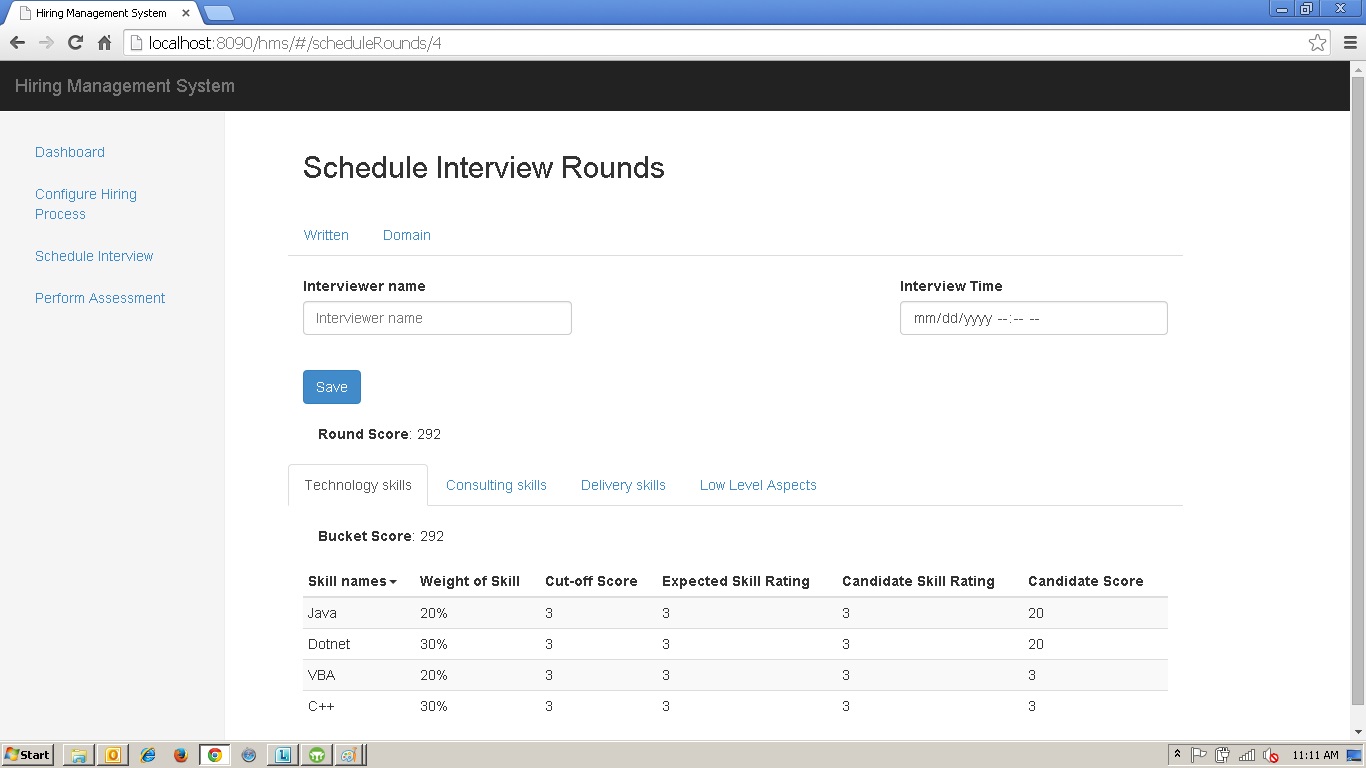 Hiring Management System
localhost:8090/hms/#/scheduleRounds/4
Hiring Management System
Dashboard
Configure Hiring
Process
Schedule Interview
Perform Assessment
Schedule Interview Rounds
Written Domain
Interviewer name Interview Time
Interviewer name mm/dd/yyyy --:-- --
Save
Round Score: 292
Technology skills Consulting skills Delivery skills Low Level Aspects
Bucket Score: 292
Skill names Weight of Skill Cut-off Score Expected Skill Rating Candidate Skill Rating Candidate Score
Java 20% 3 3 3 20
Dotnet 30% 3 3 3 20
VBA 20% 3 3 3 3
C++ 30% 3 3 3 3
Start 11:11 AM